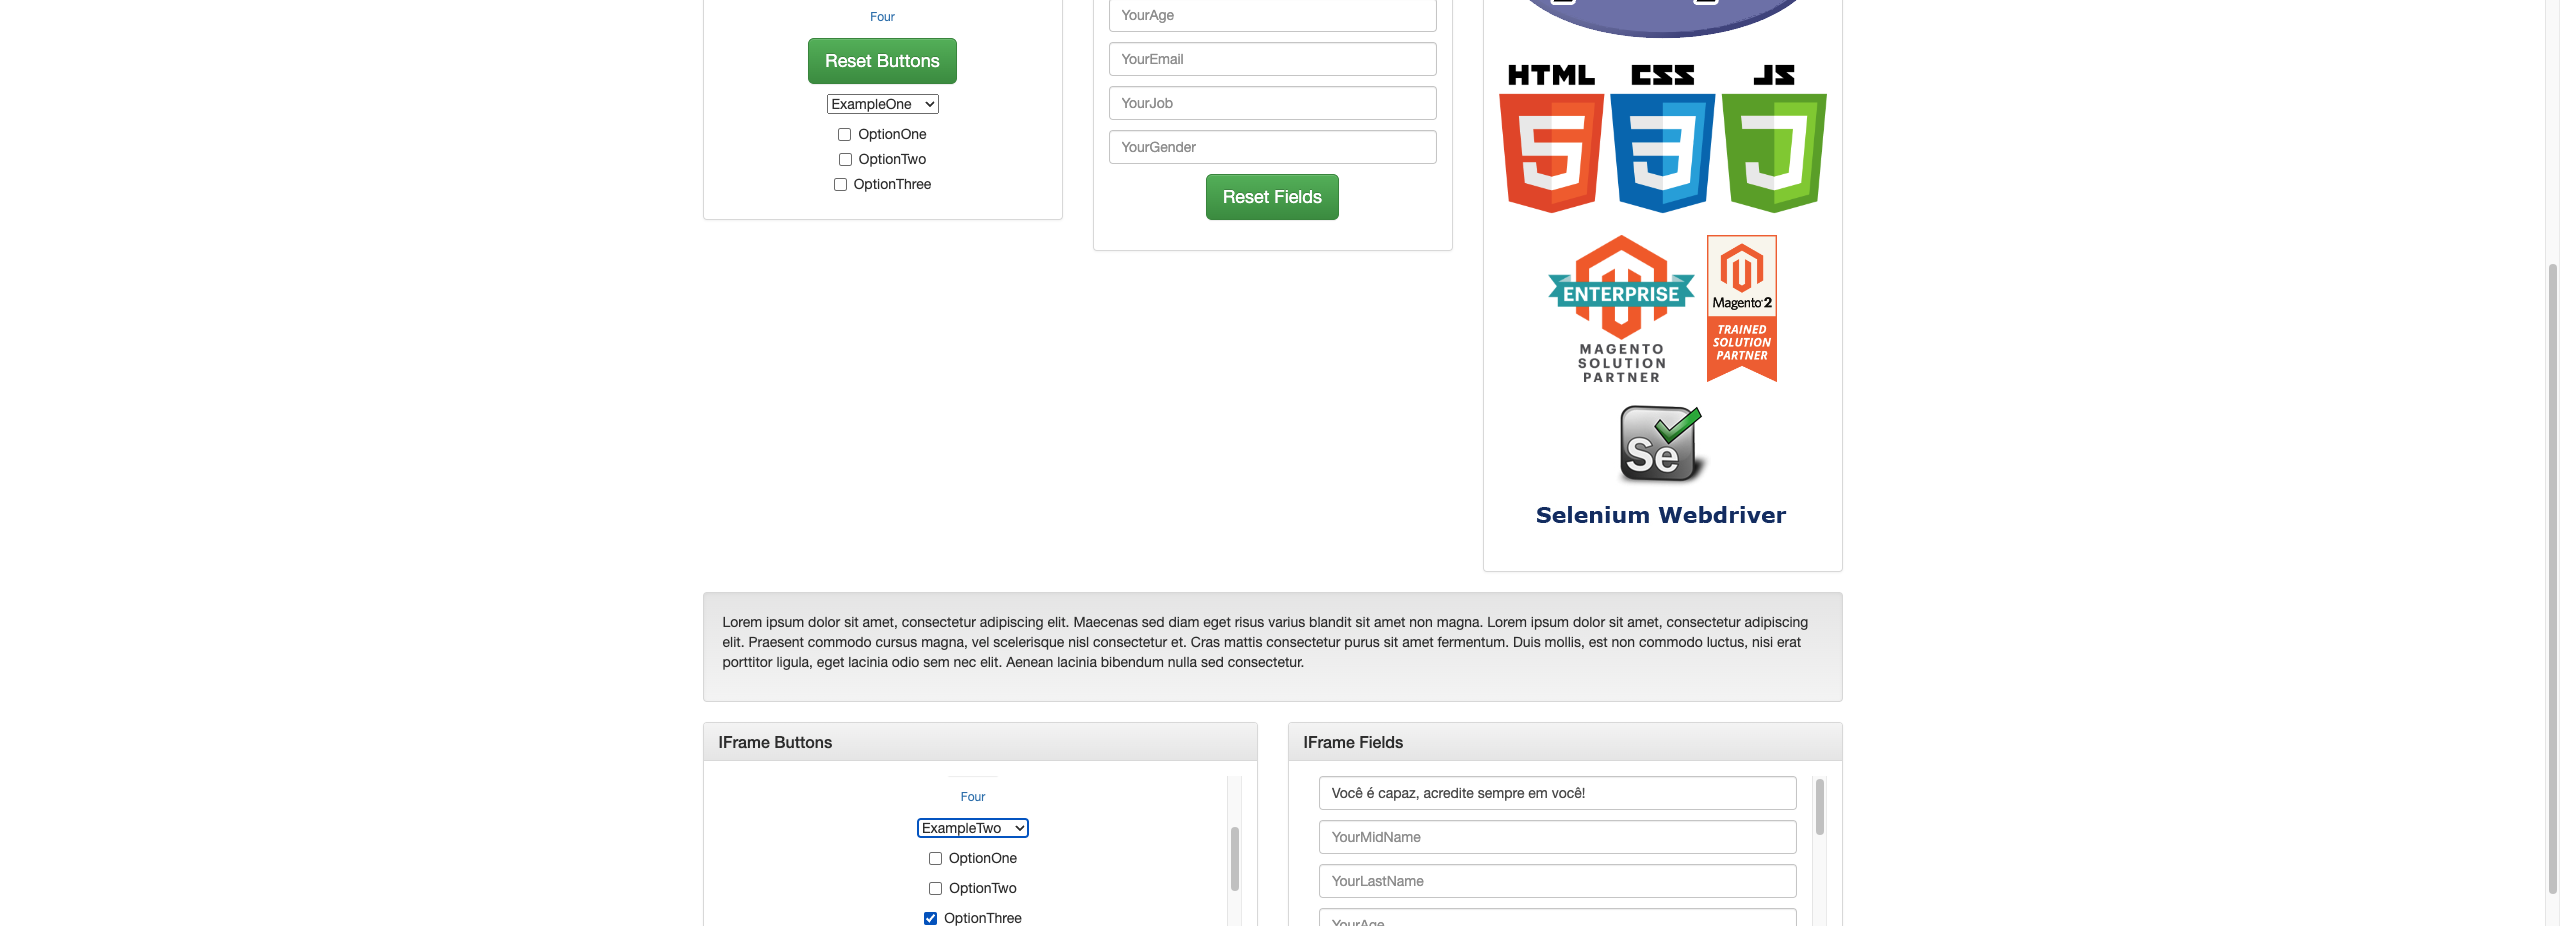 Four
Reset Buttons
ExampleOne
OptionOne
OptionTwo
OptionThree
YourAge
YourEmail
YourJob
YourGender
Reset Fields
HTML CSS JS
5 3
ENTERPRISE
MAGENTO
SOLUTION
PARTNER
Magento 2
TRAINED
SOLUTION
PARTNER
Se
Selenium Webdriver
Lorem ipsum dolor sit amet, consectetur adipiscing elit. Maecenas sed diam eget risus varius blandit sit amet non magna. Lorem ipsum dolor sit amet, consectetur adipiscing
elit. Praesent commodo cursus magna, vel scelerisque nisl consectetur et. Cras mattis consectetur purus sit amet fermentum. Duis mollis, est non commodo luctus, nisi erat
porttitor ligula, eget lacinia odio sem nec elit. Aenean lacinia bibendum nulla sed consectetur.
IFrame Buttons
Four
ExampleTwo
OptionOne
OptionTwo
OptionThree
IFrame Fields
Você é capaz, acredite sempre em você!
YourMidName
YourLastName
YourAge